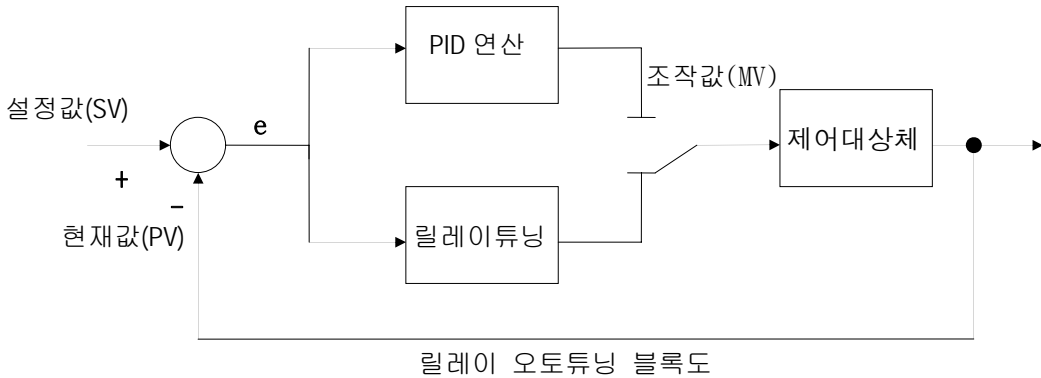 PID 연산
조작값(MV)
설정값(SV)
e
제어대상체
+
-
현재값(PV)
릴레이튜닝
릴레이 오토튜닝 블록도